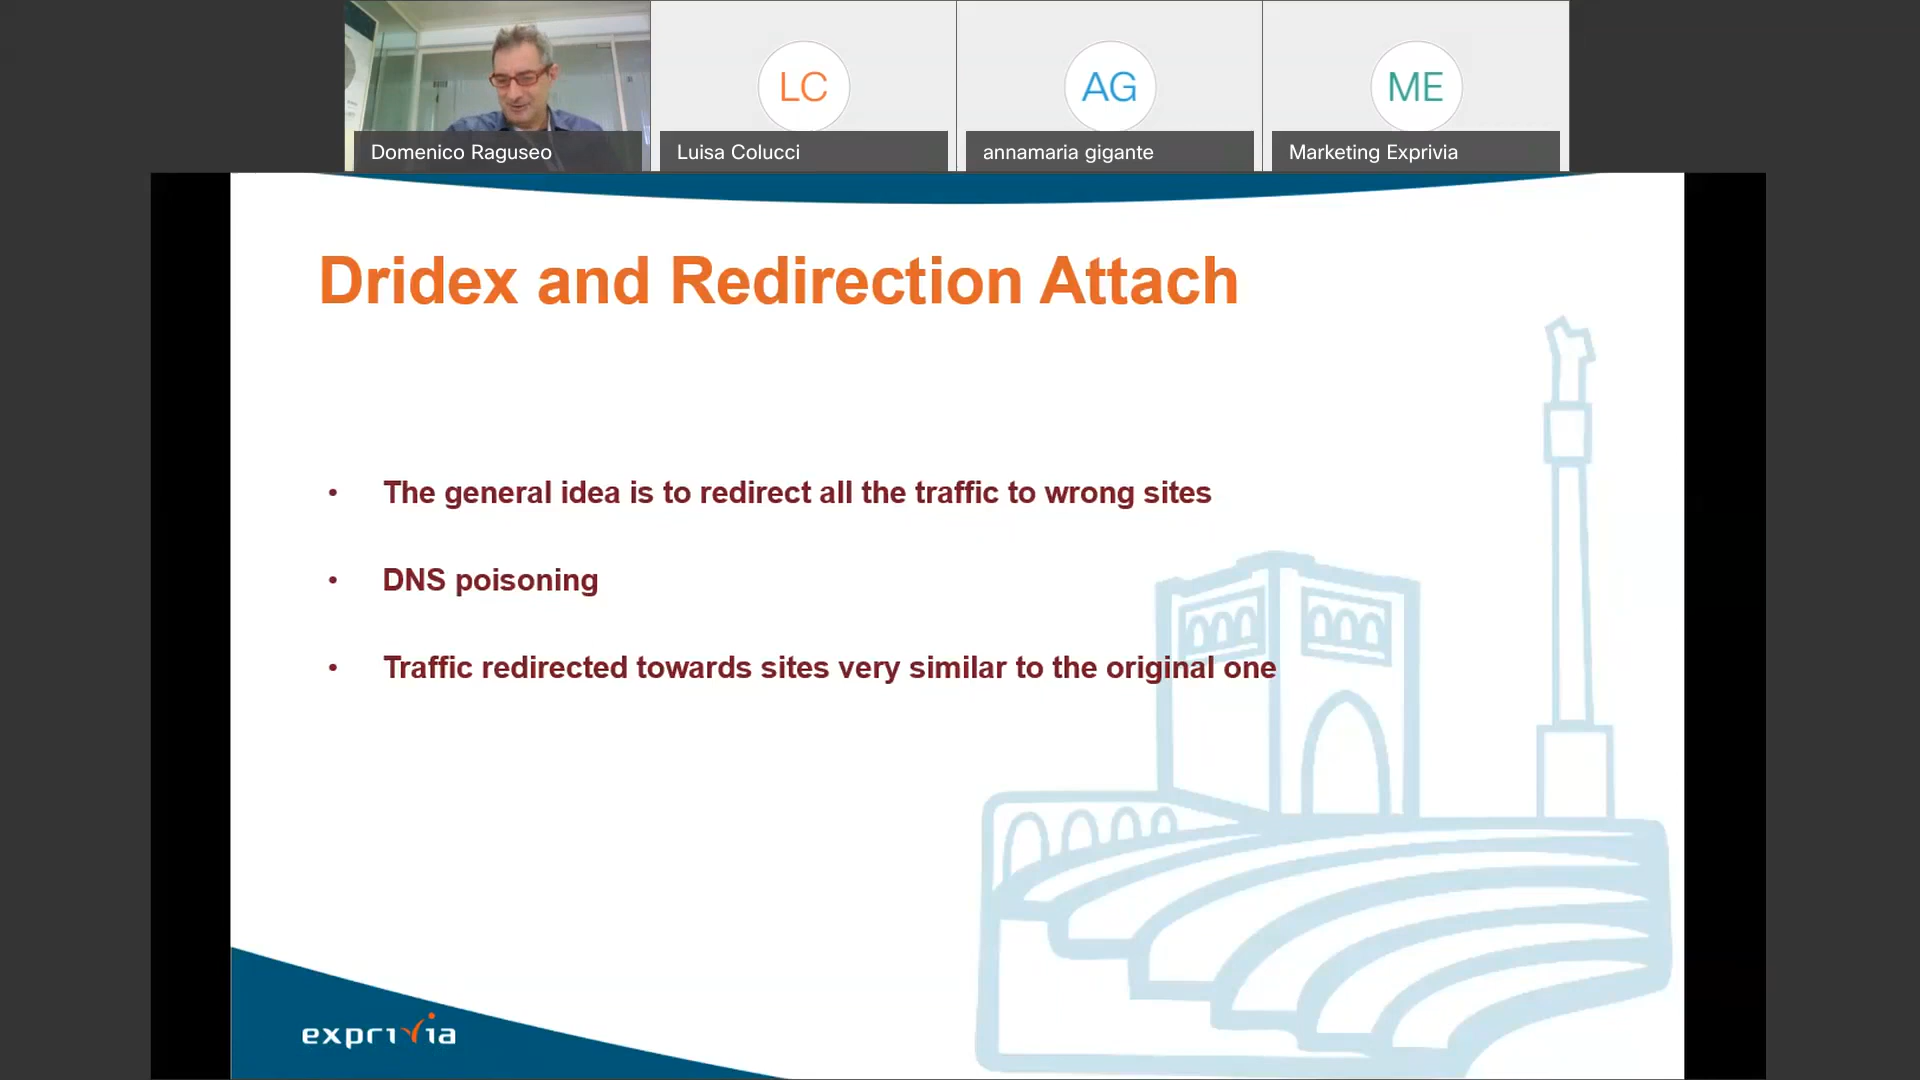 LC
AG
ME
Domenico Raguseo
Luisa Colucci
annamaria gigante
Marketing Exprivia
Dridex and Redirection Attach
• The general idea is to redirect all the traffic to wrong sites
• DNS poisoning
• Traffic redirected towards sites very similar to the original one
exprivia